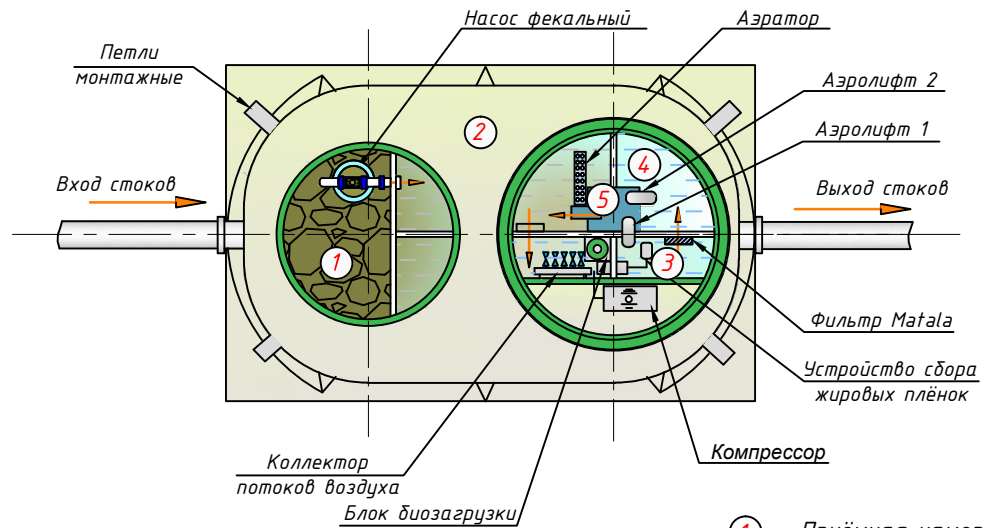 Насос фекальный
Аэратор
Петли
монтажные
Аэролифт 2
Аэролифт 1
2
4
Вход стоков
5
Выход стоков
1
3
Фильтр Matala
Устройство сбора
жировых плёнок
Компрессор
Коллектор
потоков воздуха
Блок биозагрузки
1